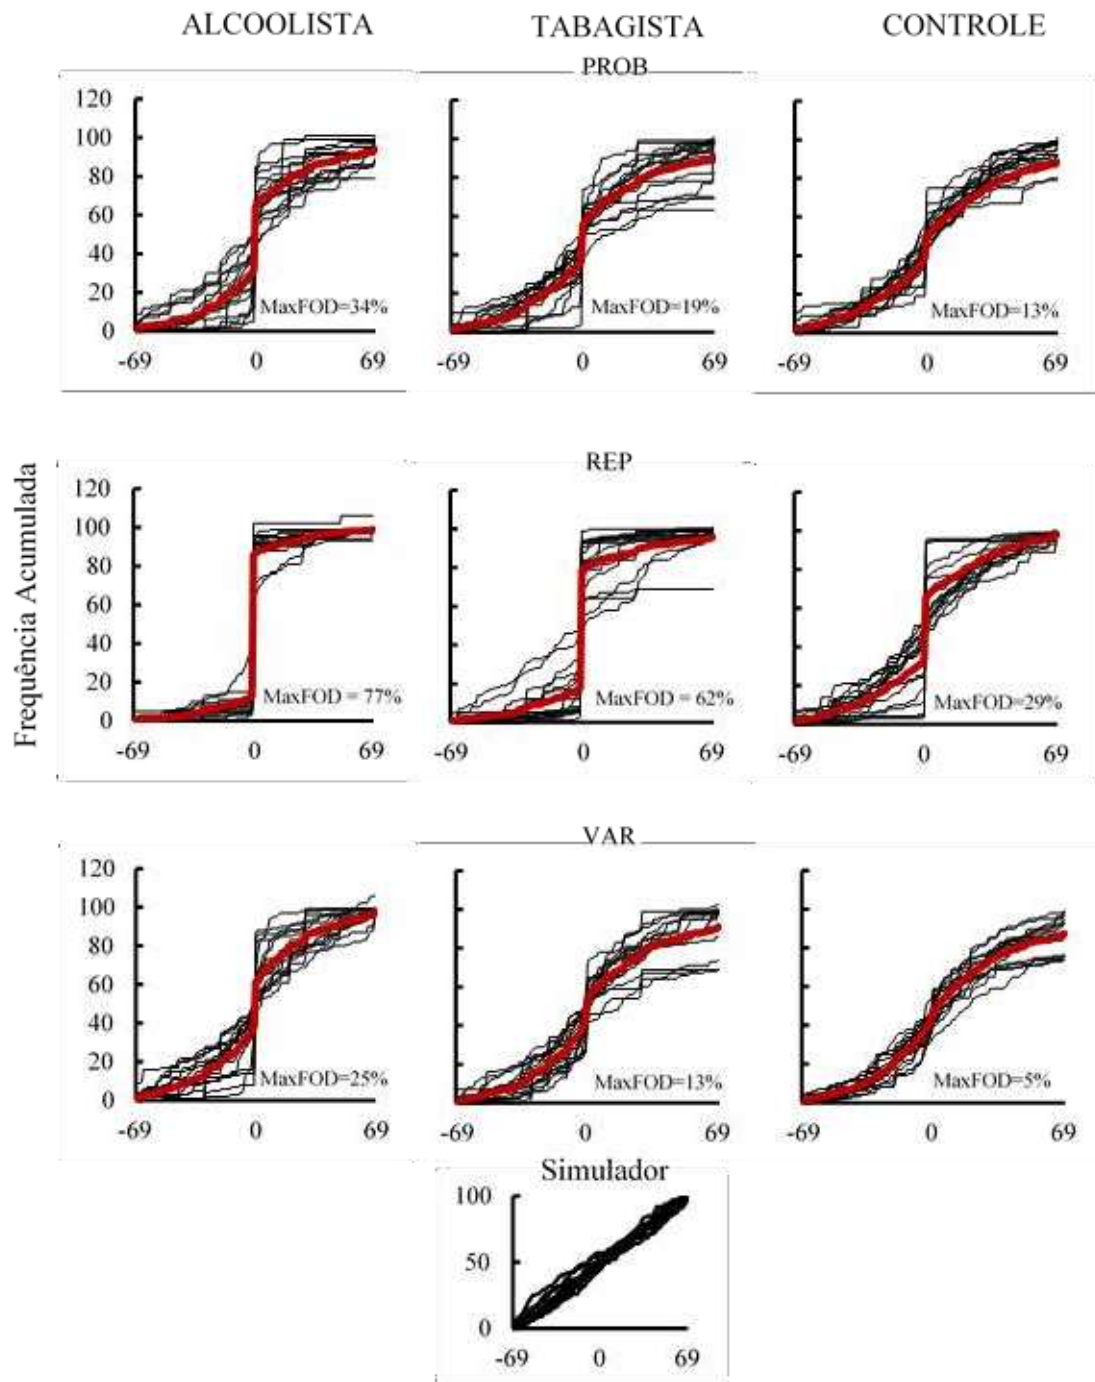 ALCOOLISTA TABAGISTA CONTROLE
PROB
120
100
80
60
40
20
0
MaxFOD=34% MaxFOD=19% MaxFOD=13%
-69 0 69 -69 0 69 -69 0 69
Frequência Acumulada
REP
120
100
80
60
40
20
0
MaxFOD = 77% MaxFOD = 62% MaxFOD=29%
-69 0 69 -69 0 69 -69 0 69
VAR
120
100
80
60
40
20
0
MaxFOD=25% MaxFOD=13% MaxFOD=5%
-69 0 69 -69 0 69 -69 0 69
Simulador
100
50
0
-69 0 69